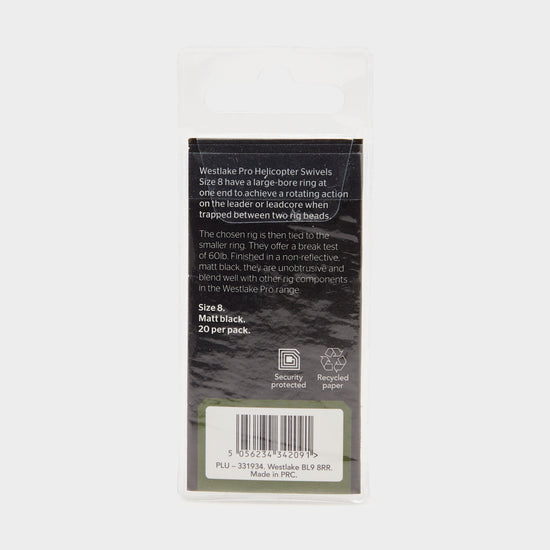 Westlake Pro Helicopter Swivels
Size 8 have a large-bore ring at
one end to achieve a rotating action
on the leader or leadcore when
trapped between two rig beads.
The chosen rig is then tied to the
smaller ring. They offer a break test
of 60lb. Finished in a non-reflective,
matt black, they are unobtrusive and
blend well with other rig components
in the Westlake Pro range.
Size 8.
Matt black.
20 per pack.
Security
protected
Recycled
paper
5 056234 342091 >
PLU – 331934. Westlake BL9 8RR.
Made in PRC.